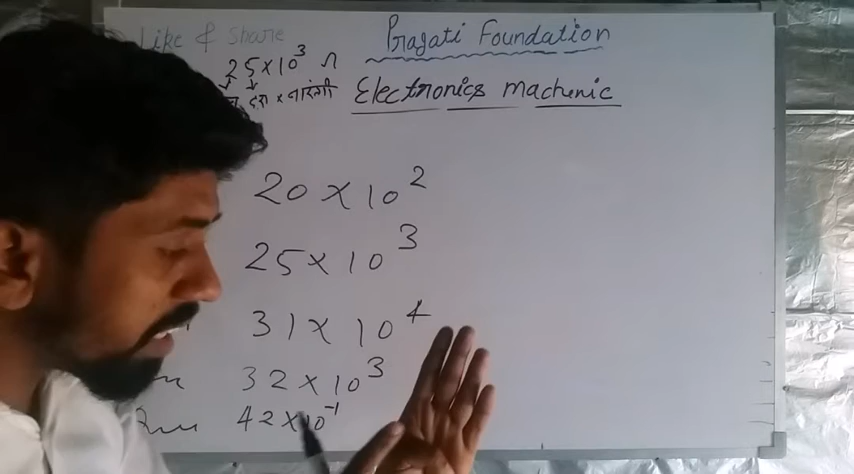 Like & Share
Pragati Foundation
25×10³ Ω
× नारंगी
Electronics machenic
20 × 10²
25 × 10³
31 × 10⁴
32 × 10³
42 × 10⁻¹